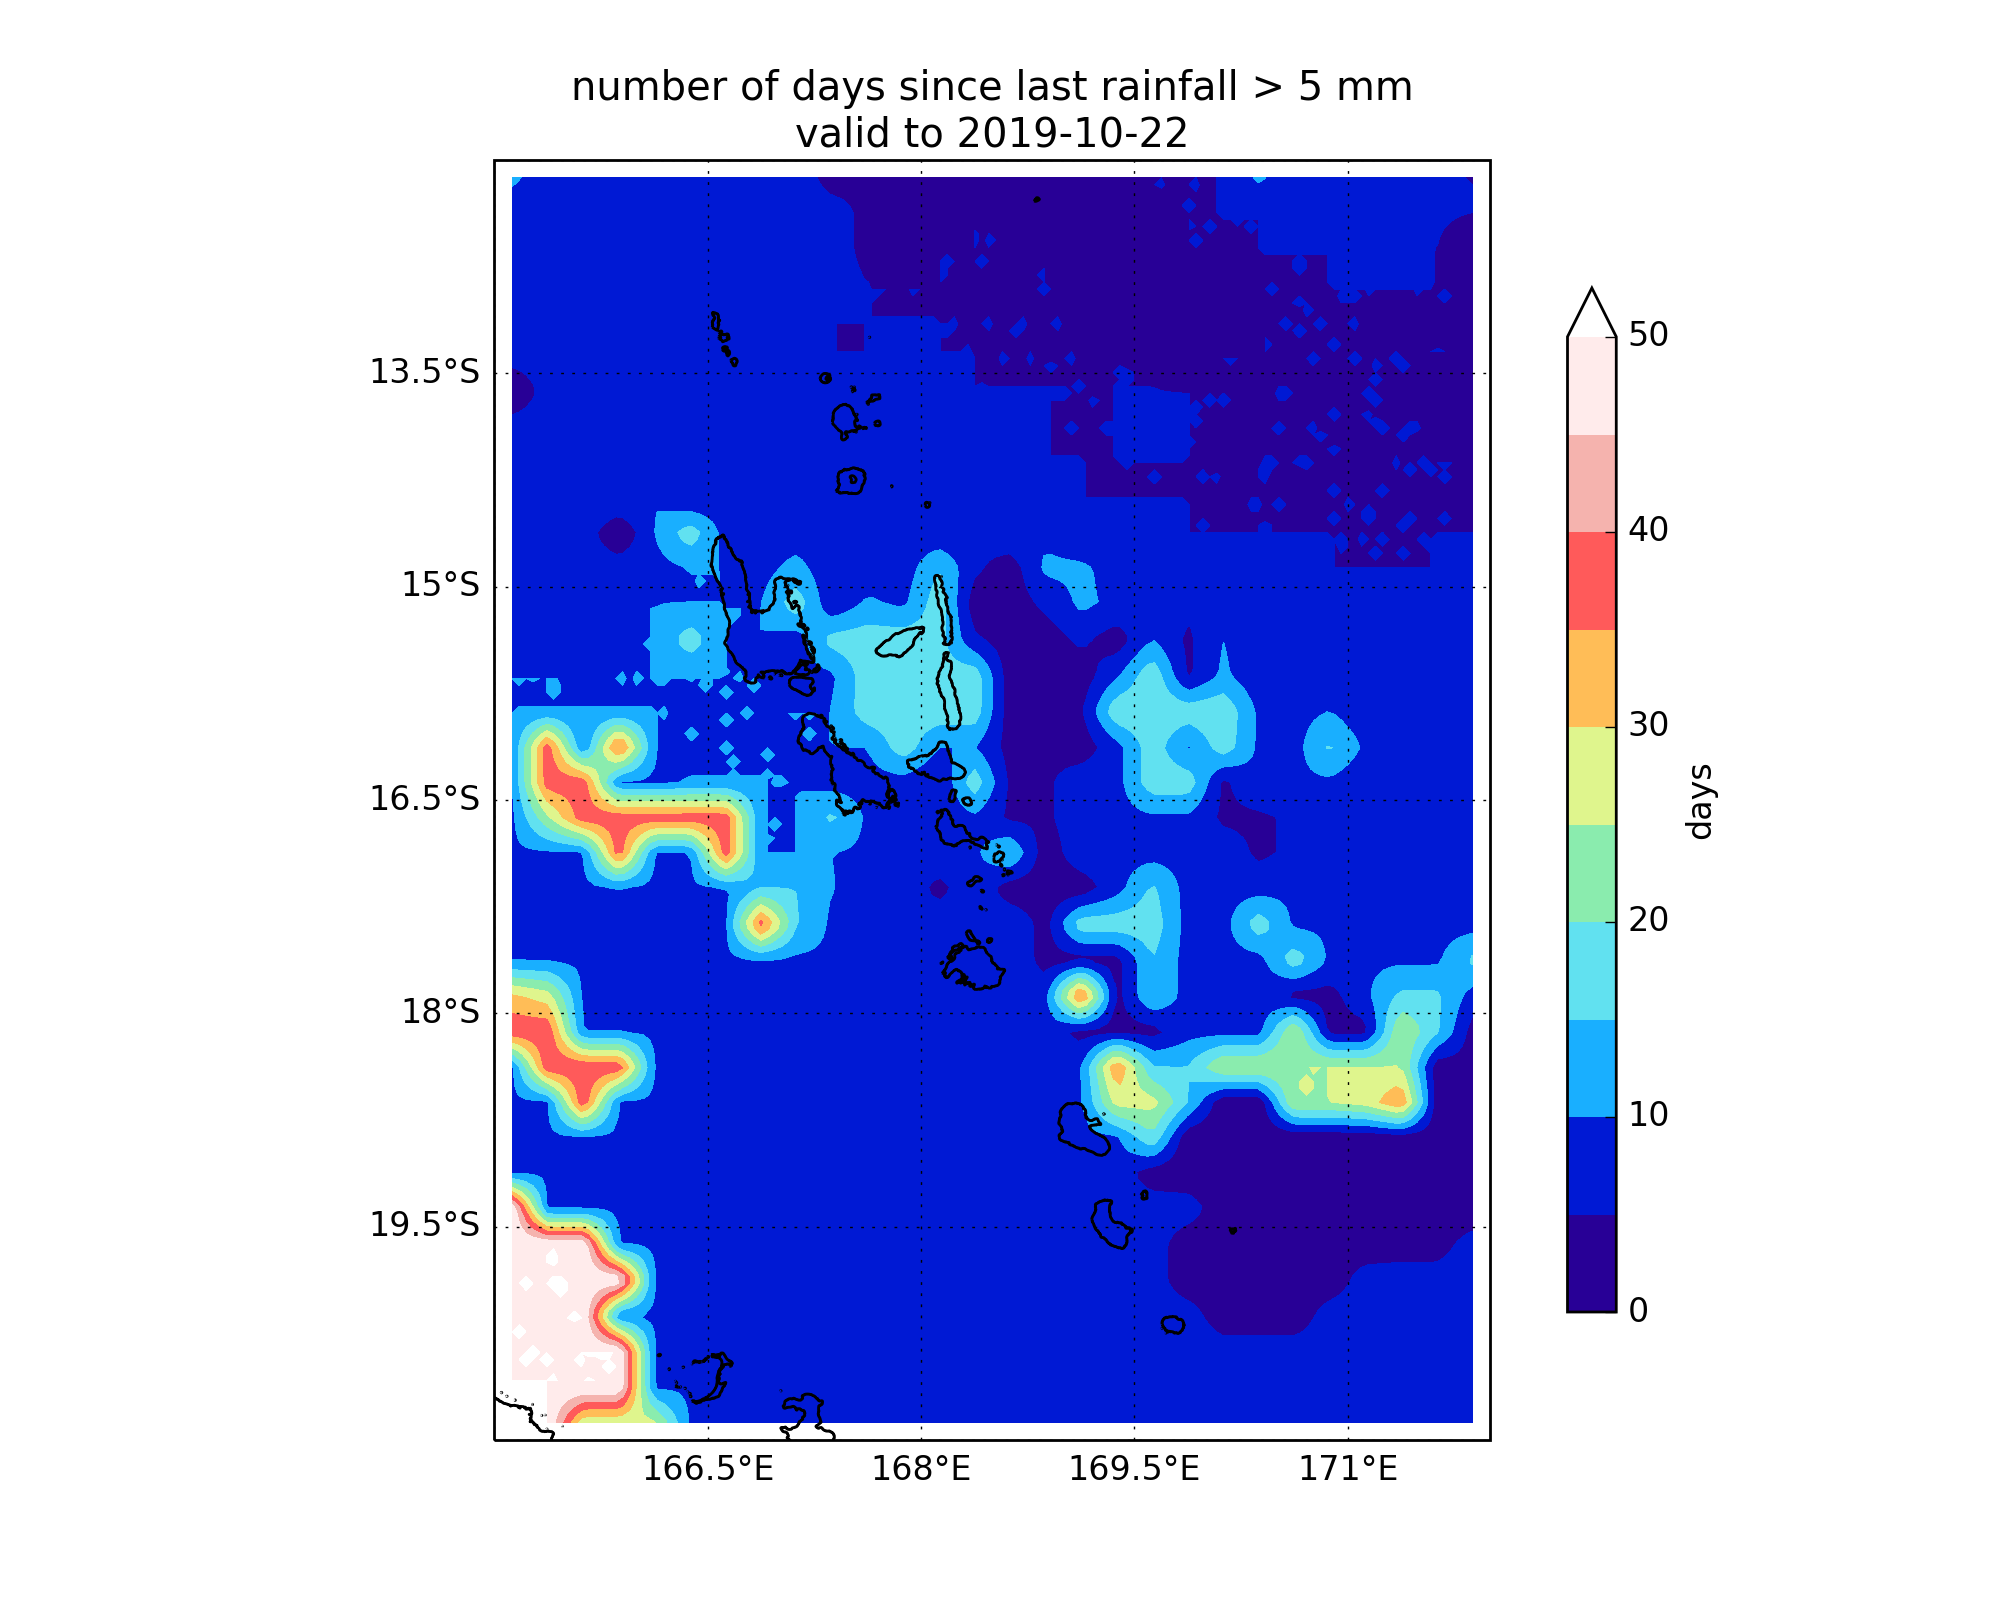 number of days since last rainfall > 5 mm
valid to 2019-10-22
13.5°S
15°S
16.5°S
18°S
19.5°S
166.5°E
168°E
169.5°E
171°E
50
40
30
20
10
0
days